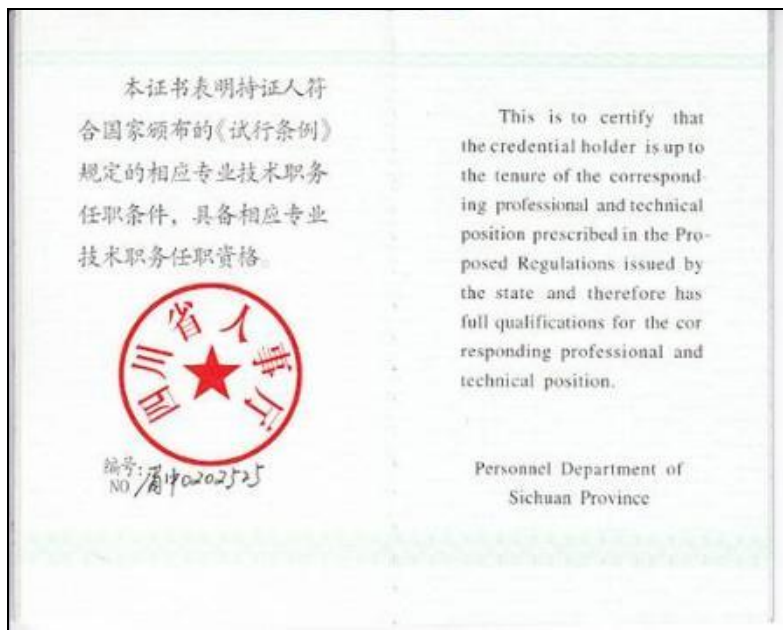 本证书表明持证人符
合国家颁布的《试行条例》
规定的相应专业技术职务
任职条件，具备相应专业
技术职务任职资格。
四川省人事厅
编号：
NO 省中0202525
This is to certify that
the credential holder is up to
the tenure of the correspond-
ing professional and technical
position prescribed in the Pro-
posed Regulations issued by
the state and therefore has
full qualifications for the cor
responding professional and
technical position.
Personnel Department of
Sichuan Province